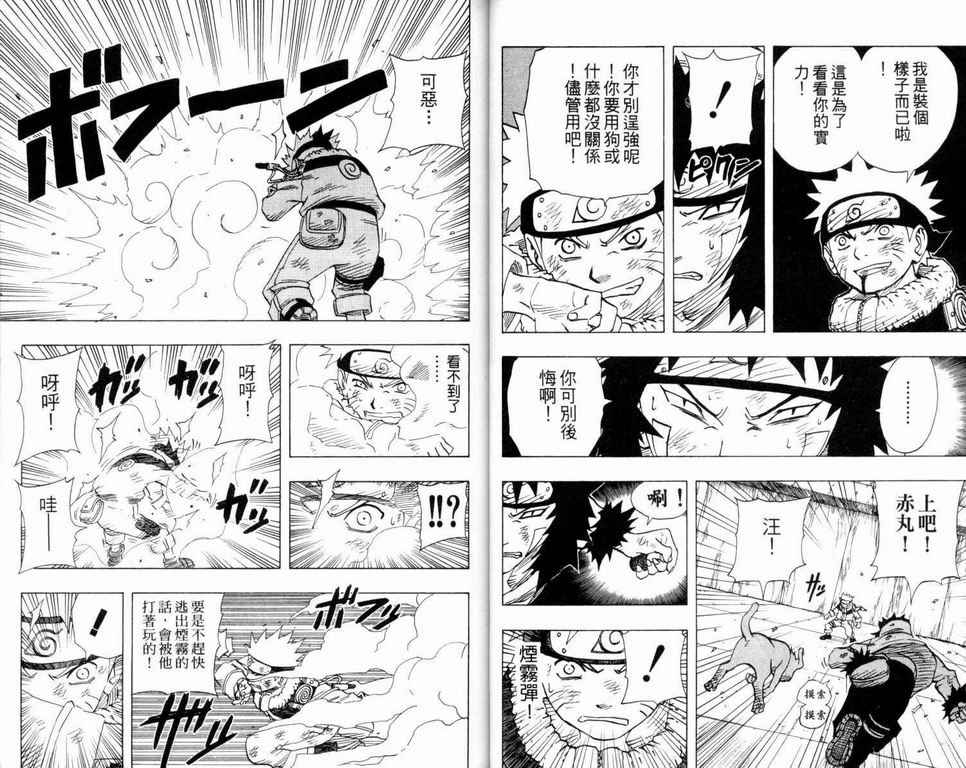 我是裝個
樣子而已啦
！
這是為了
看看你的實
力！
！
ピクン
你才別逞強呢
！你要用狗或
什麼都沒關係
！儘管用吧！
………
你可別後
悔啊！
上吧！
赤丸！
汪！
ザッ
摸索
摸索
唰！
！
煙霧彈！
可惡…
ボフーン
看不到了
……
!!?
呀呼！
ガッ
ガッ
呀呼！
ガッ
哇——
ボフッ
要是不趕快
逃出煙霧的
話，會被他
打著玩的！
ガッ
！